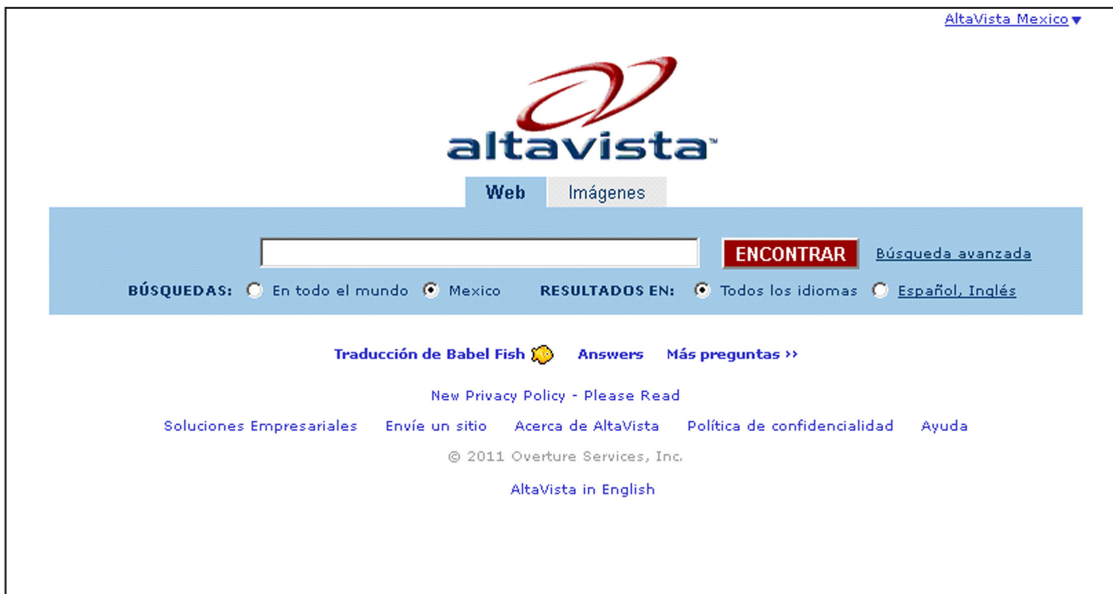 AltaVista Mexico ▼
altavista™
Web Imágenes
ENCONTRAR Búsqueda avanzada
BÚSQUEDAS: En todo el mundo Mexico RESULTADOS EN: Todos los idiomas Español, Inglés
Traducción de Babel Fish Answers Más preguntas ››
New Privacy Policy - Please Read
Soluciones Empresariales Envíe un sitio Acerca de AltaVista Política de confidencialidad Ayuda
© 2011 Overture Services, Inc.
AltaVista in English